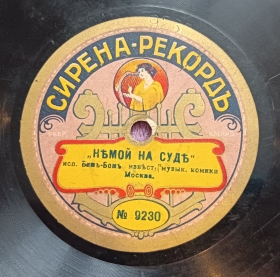 СИРЕНА-РЕКОРДЪ
„НѢМОЙ НА СУДѢ“
исп. Бимъ-Бомъ извѣст. музык. комики
Москва.
№ 9230